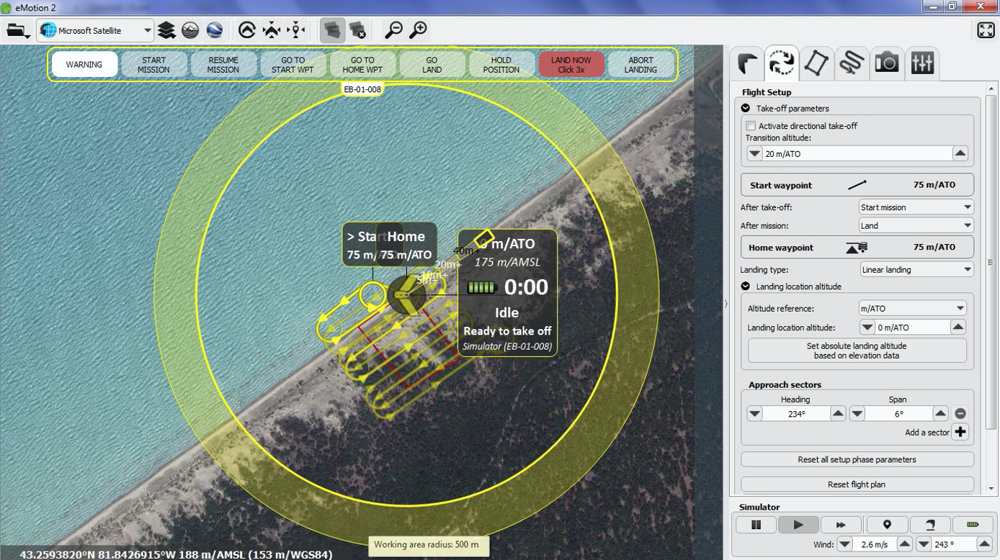 eMotion 2
Microsoft Satellite
WARNING
START
MISSION
RESUME
MISSION
GO TO
START WPT
GO TO
HOME WPT
GO
LAND
HOLD
POSITION
LAND NOW
Click 3x
ABORT
LANDING
EB-01-008
> Start
75 m/
Home
75 m/ATO
40m+
20m+
10m+
5m+
0 m/ATO
175 m/AMSL
0:00
Idle
Ready to take off
Simulator (EB-01-008)
Working area radius: 500 m
43.2593820°N 81.8426915°W 188 m/AMSL (153 m/WGS84)
Flight Setup
Take-off parameters
Activate directional take-off
Transition altitude:
20 m/ATO
Start waypoint 75 m/ATO
After take-off: Start mission
After mission: Land
Home waypoint 75 m/ATO
Landing type: Linear landing
Landing location altitude
Altitude reference: m/ATO
Landing location altitude: 0 m/ATO
Set absolute landing altitude
based on elevation data
Approach sectors
Heading Span
234° 6°
Add a sector
Reset all setup phase parameters
Reset flight plan
Simulator
Wind: 2.6 m/s 243 °